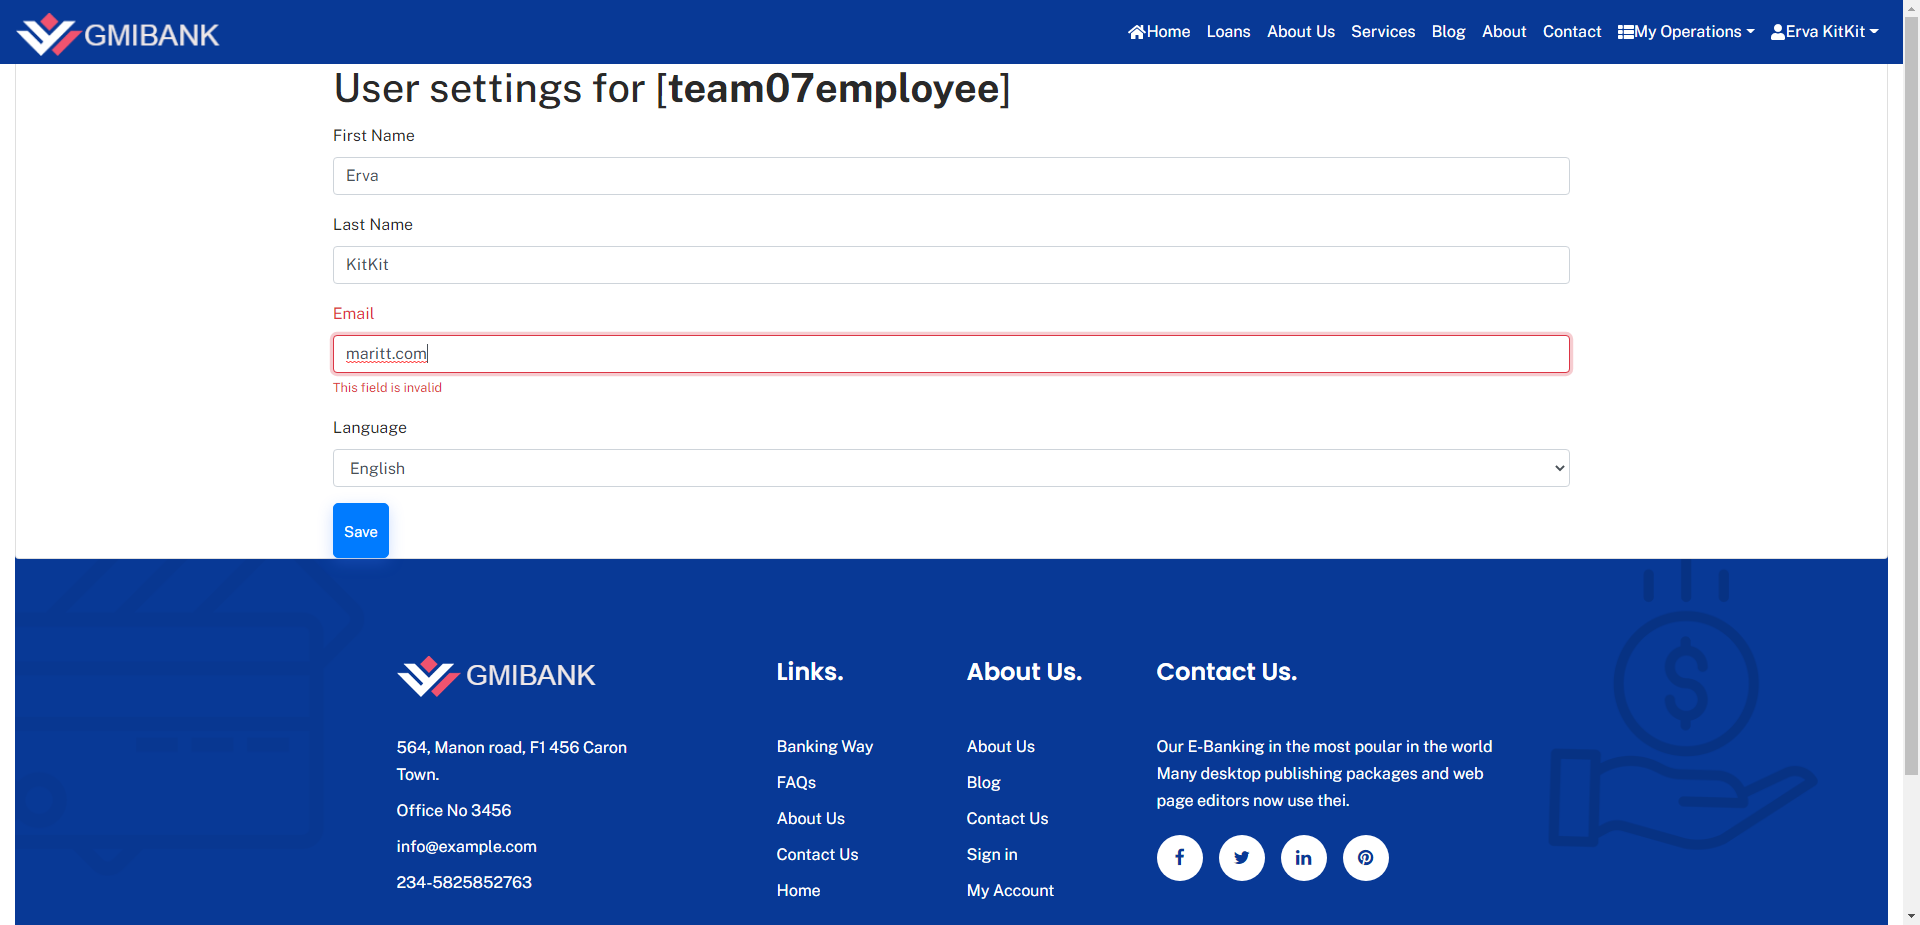 GMIBANK
Home Loans About Us Services Blog About Contact My Operations Erva KitKit
User settings for [team07employee]
First Name
Erva
Last Name
KitKit
Email
maritt.com
This field is invalid
Language
English
Save
GMIBANK
564, Manon road, F1 456 Caron
Town.
Office No 3456
info@example.com
234-5825852763
Links.
Banking Way
FAQs
About Us
Contact Us
Home
About Us.
About Us
Blog
Contact Us
Sign in
My Account
Contact Us.
Our E-Banking in the most poular in the world
Many desktop publishing packages and web
page editors now use thei.